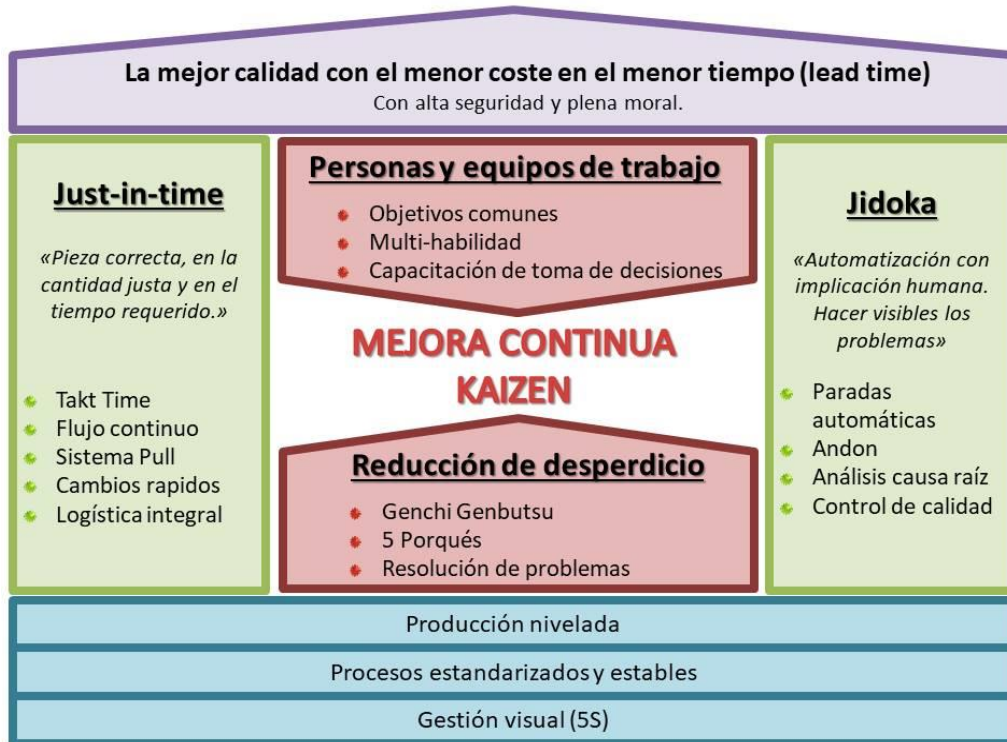 La mejor calidad con el menor coste en el menor tiempo (lead time)
Con alta seguridad y plena moral.
Just-in-time
«Pieza correcta, en la
cantidad justa y en el
tiempo requerido.»
Takt Time
Flujo continuo
Sistema Pull
Cambios rapidos
Logística integral
Personas y equipos de trabajo
Objetivos comunes
Multi-habilidad
Capacitación de toma de decisiones
MEJORA CONTINUA
KAIZEN
Reducción de desperdicio
Genchi Genbutsu
5 Porqués
Resolución de problemas
Jidoka
«Automatización con
implicación humana.
Hacer visibles los
problemas»
Paradas
automáticas
Andon
Análisis causa raíz
Control de calidad
Producción nivelada
Procesos estandarizados y estables
Gestión visual (5S)